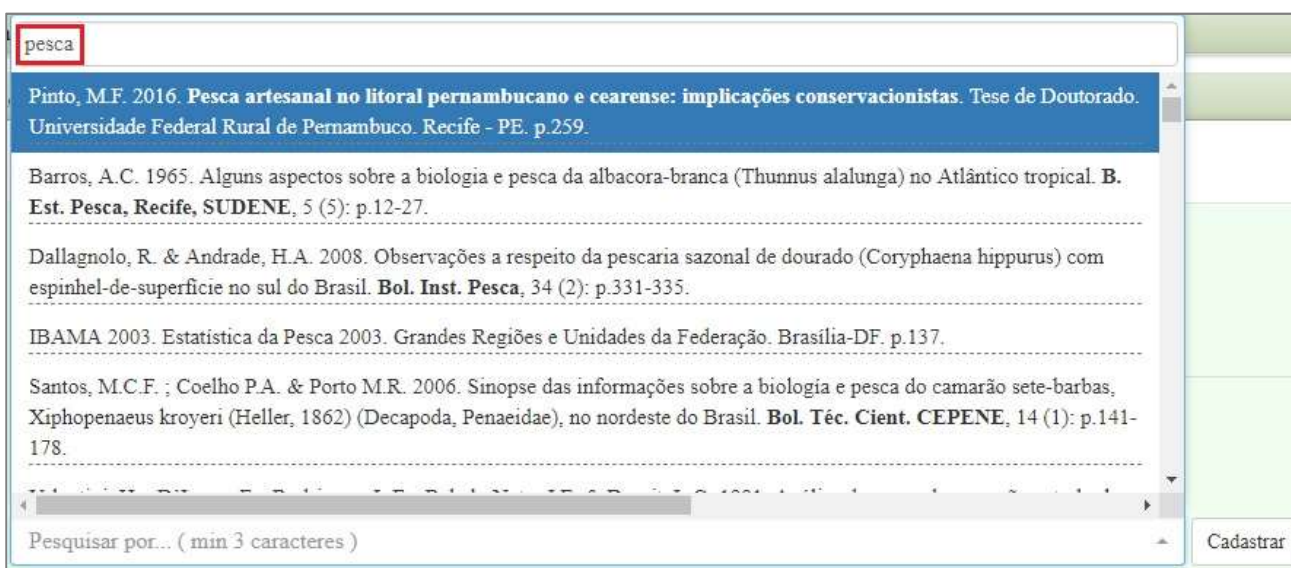 pesca
Pinto, M.F. 2016. Pesca artesanal no litoral pernambucano e cearense: implicações conservacionistas. Tese de Doutorado.
Universidade Federal Rural de Pernambuco. Recife - PE. p.259.
Barros, A.C. 1965. Alguns aspectos sobre a biologia e pesca da albacora-branca (Thunnus alalunga) no Atlântico tropical. B.
Est. Pesca, Recife, SUDENE, 5 (5): p.12-27.
Dallagnolo, R. & Andrade, H.A. 2008. Observações a respeito da pescaria sazonal de dourado (Coryphaena hippurus) com
espinhel-de-superfície no sul do Brasil. Bol. Inst. Pesca, 34 (2): p.331-335.
IBAMA 2003. Estatística da Pesca 2003. Grandes Regiões e Unidades da Federação. Brasília-DF. p.137.
Santos, M.C.F. ; Coelho P.A. & Porto M.R. 2006. Sinopse das informações sobre a biologia e pesca do camarão sete-barbas,
Xiphopenaeus kroyeri (Heller, 1862) (Decapoda, Penaeidae), no nordeste do Brasil. Bol. Téc. Cient. CEPENE, 14 (1): p.141-
178.
Pesquisar por... ( min 3 caracteres )
Cadastrar